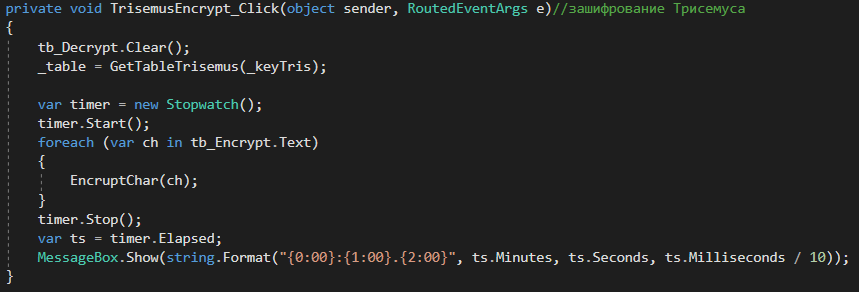 private void TrisemusEncrypt_Click(object sender, RoutedEventArgs e)//зашифрование Трисемуса
{
tb_Decrypt.Clear();
_table = GetTableTrisemus(_keyTris);
var timer = new Stopwatch();
timer.Start();
foreach (var ch in tb_Encrypt.Text)
{
EncruptChar(ch);
}
timer.Stop();
var ts = timer.Elapsed;
MessageBox.Show(string.Format("{0:00}:{1:00}.{2:00}", ts.Minutes, ts.Seconds, ts.Milliseconds / 10));
}